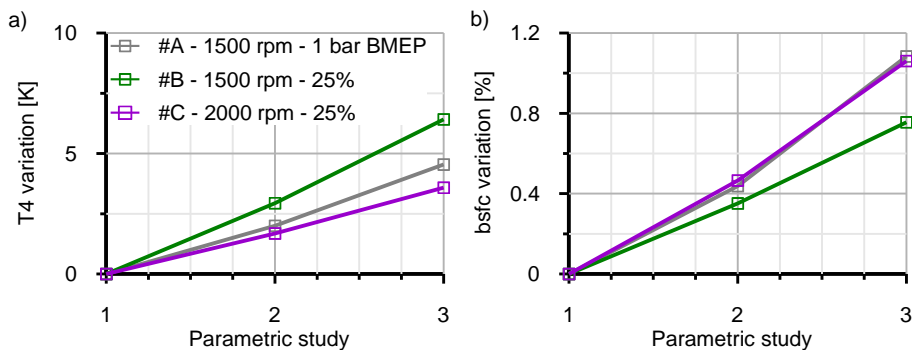 a)
10
5
0
T4 variation [K]
#A - 1500 rpm - 1 bar BMEP
#B - 1500 rpm - 25%
#C - 2000 rpm - 25%
1 2 3
Parametric study
b)
1.2
0.8
0.4
0
bsfc variation [%]
1 2 3
Parametric study